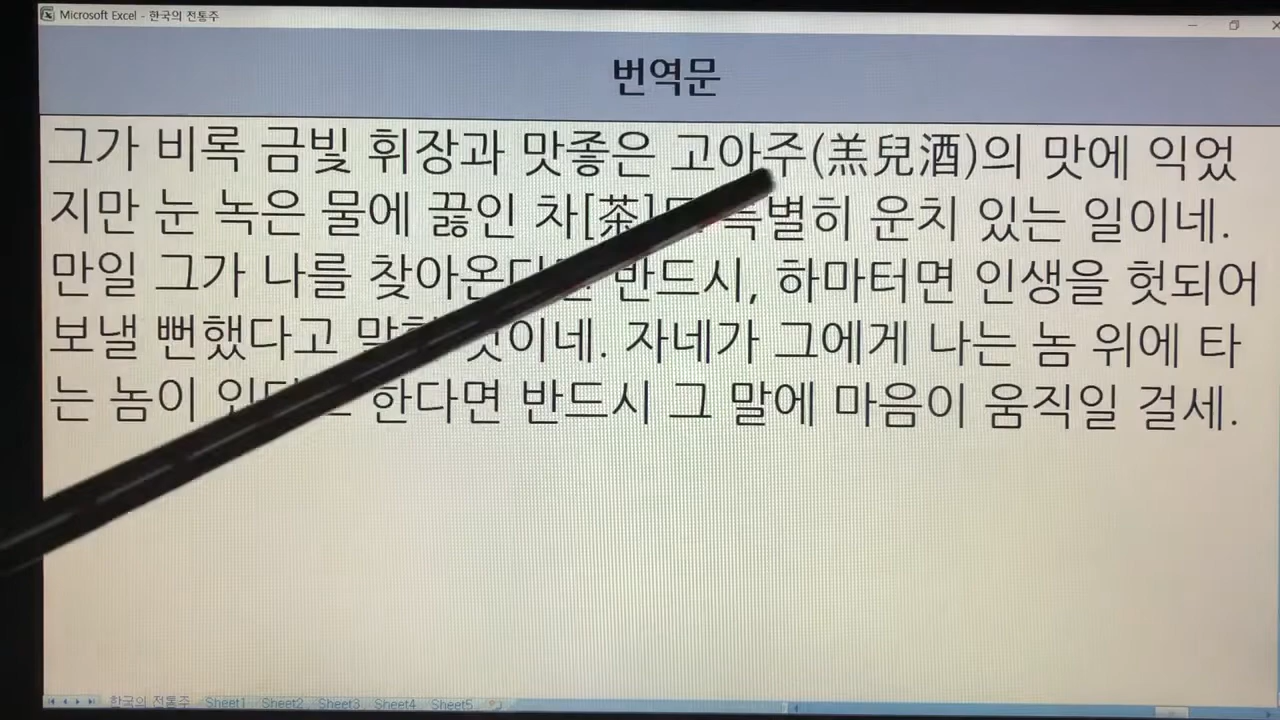 Microsoft Excel - 한국의 전통주
번역문
그가 비록 금빛 휘장과 맛좋은 고아주(羔兒酒)의 맛에 익었
지만 눈 녹은 물에 끓인 차[茶] 특별히 운치 있는 일이네.
만일 그가 나를 반드시, 하마터면 인생을 헛되어
보낼 뻔했다고 자네가 그에게 나는 놈 위에 타
는 놈이 한다면 반드시 그 말에 마음이 움직일 걸세.
한국의 전통주 Sheet1 Sheet2 Sheet3 Sheet4 Sheet5